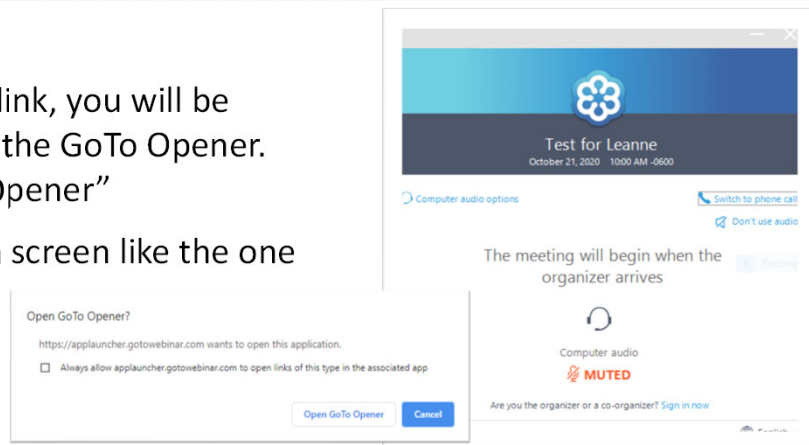 link, you will be
the GoTo Opener.
Opener”
screen like the one
Test for Leanne
October 21, 2020 10:00 AM -0600
Computer audio options
Switch to phone call
Don't use audio
The meeting will begin when the
organizer arrives
Computer audio
MUTED
Are you the organizer or a co-organizer? Sign in now
English
Open GoTo Opener?
https://applauncher.gotowebinar.com wants to open this application.
Always allow applauncher.gotowebinar.com to open links of this type in the associated app
Open GoTo Opener
Cancel